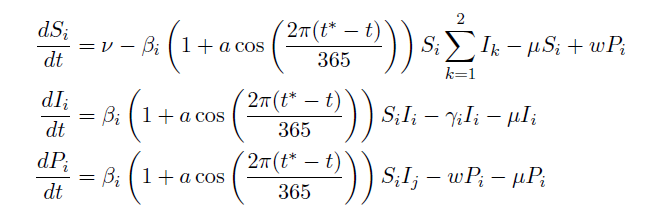 dS_i/dt = ν − β_i (1 + a cos (2π(t* − t)/365)) S_i ∑_{k=1}^{2} I_k − μS_i + wP_i
dI_i/dt = β_i (1 + a cos (2π(t* − t)/365)) S_i I_i − γ_i I_i − μI_i
dP_i/dt = β_i (1 + a cos (2π(t* − t)/365)) S_i I_j − wP_i − μP_i